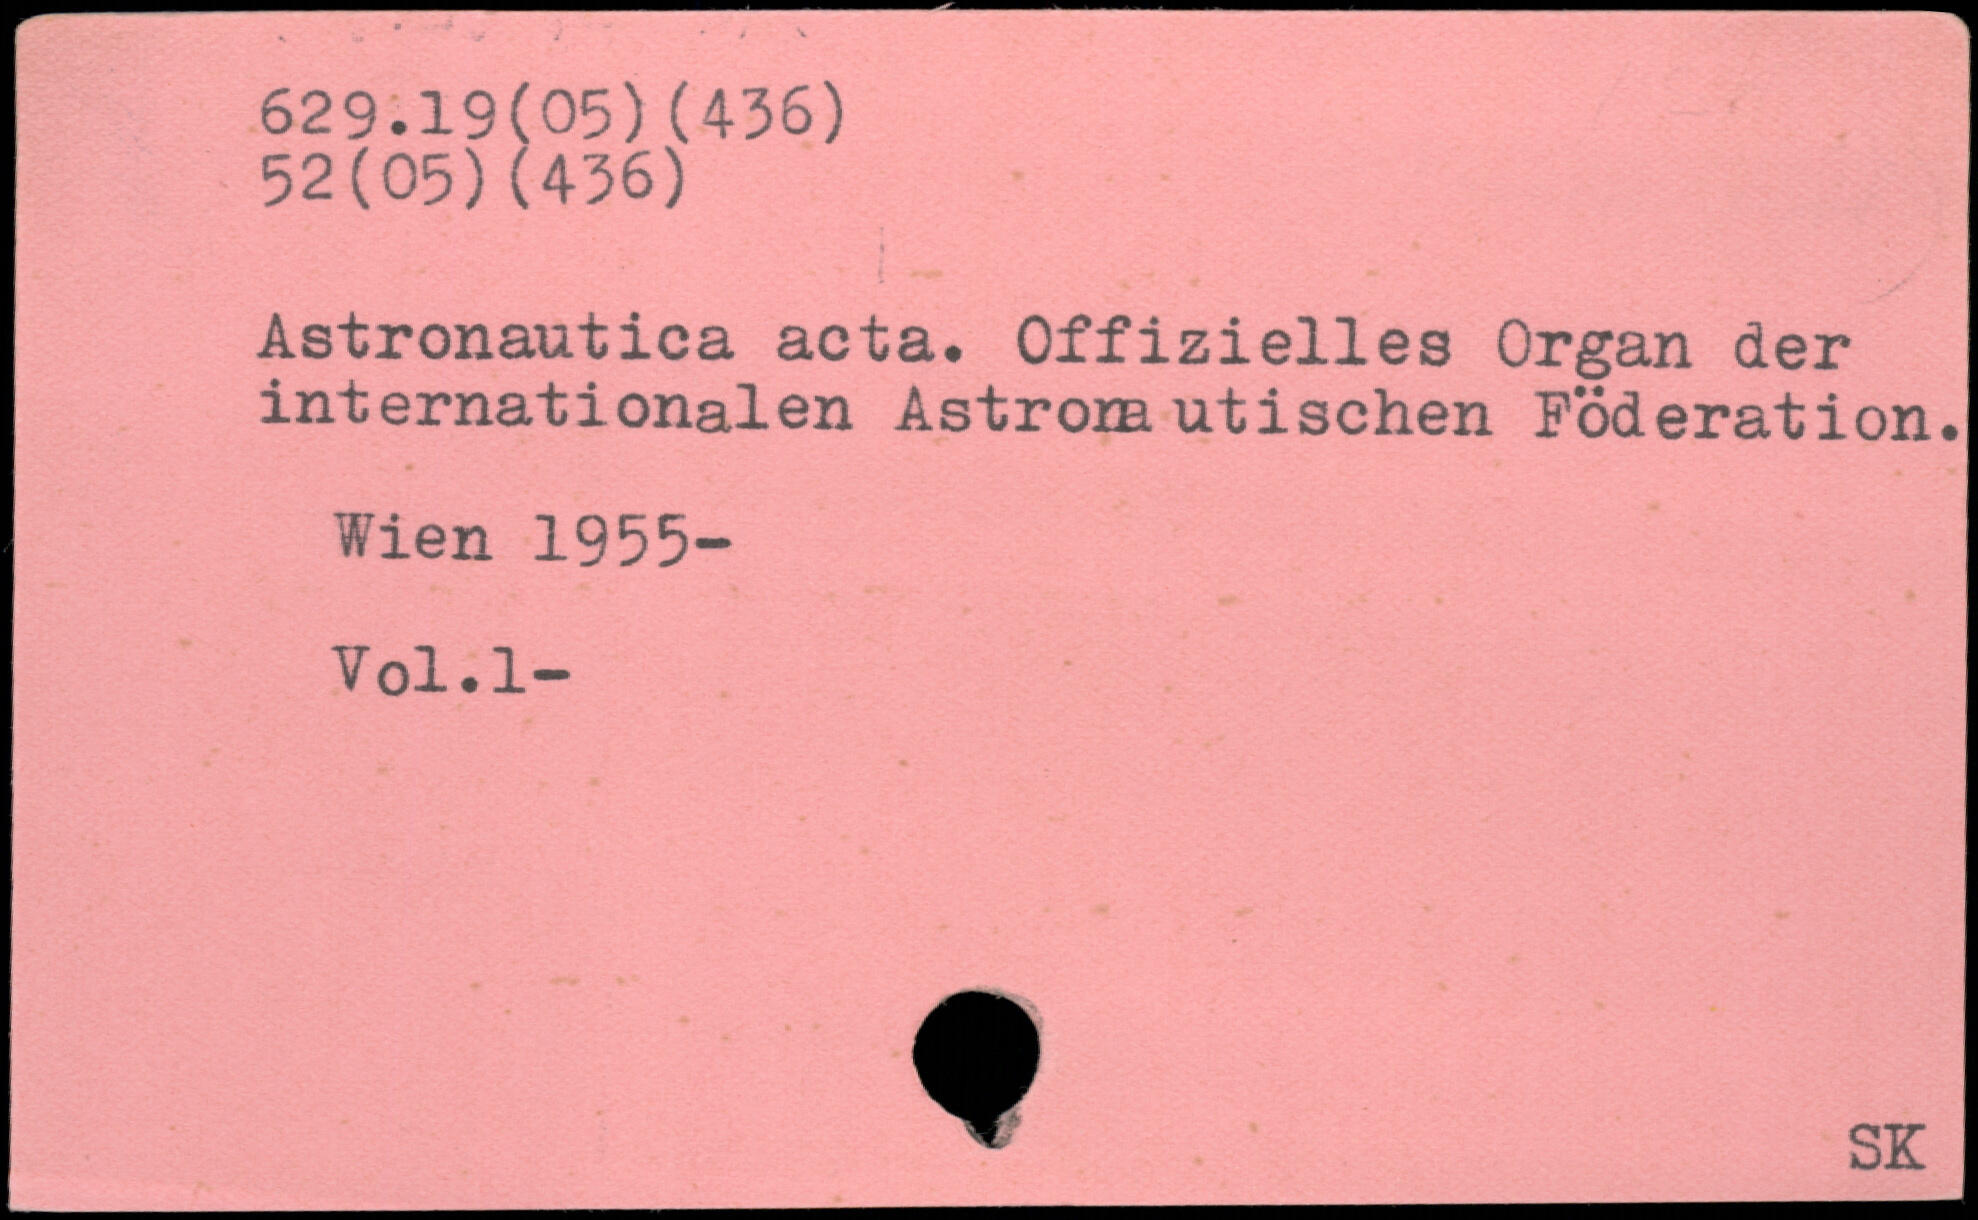 629.19(05)(436)
52(05)(436)
Astronautica acta. Offizielles Organ der
internationalen Astronautischen Föderation.
Wien 1955-
Vol.1-
SK